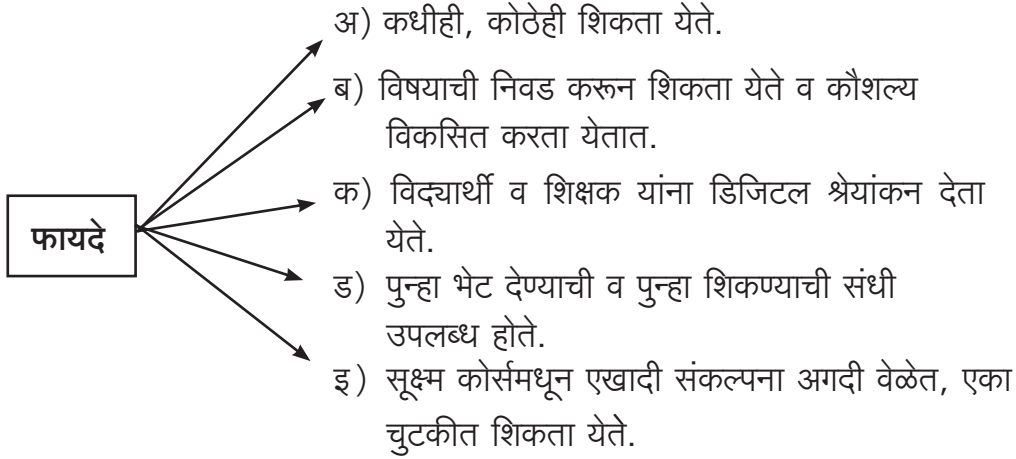 अ) कधीही, कोठेही शिकता येते.
ब) विषयाची निवड करून शिकता येते व कौशल्य
विकसित करता येतात.
फायदे
क) विद्यार्थी व शिक्षक यांना डिजिटल श्रेयांकन देता
येते.
ड) पुन्हा भेट देण्याची व पुन्हा शिकण्याची संधी
उपलब्ध होते.
इ) सूक्ष्म कोर्समधून एखादी संकल्पना अगदी वेळेत, एका
चुटकीत शिकता येते.